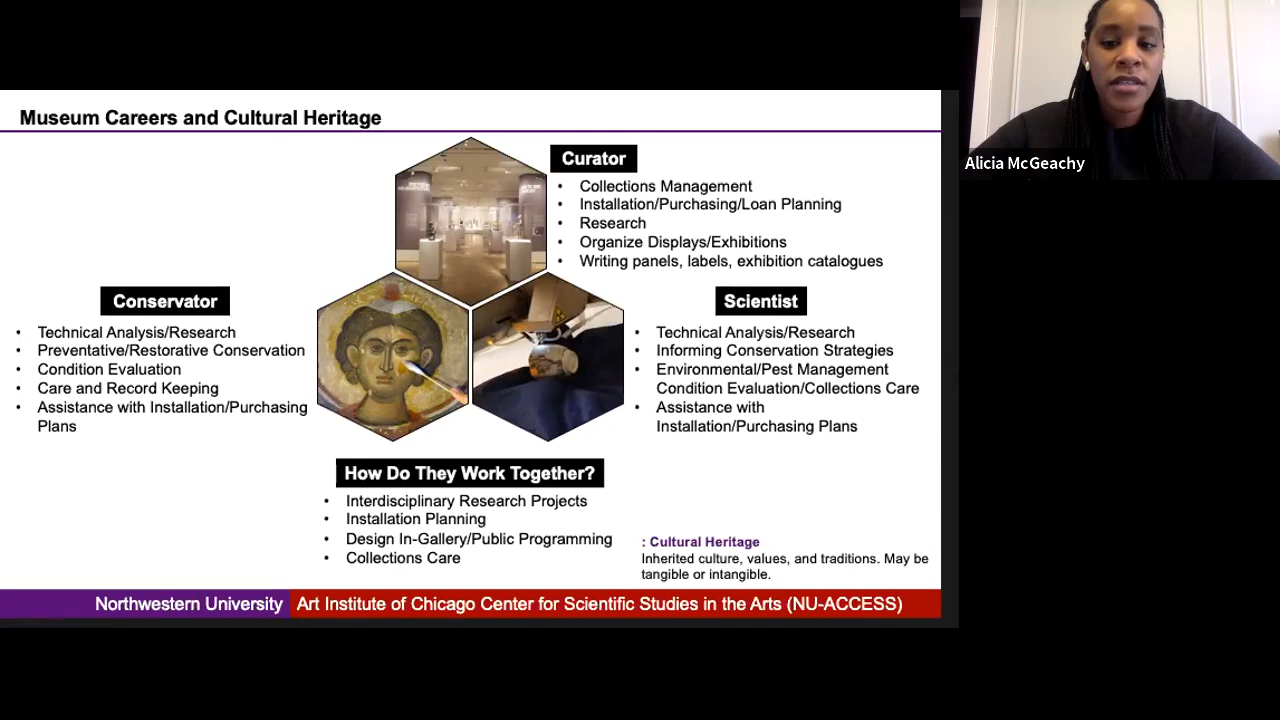 Museum Careers and Cultural Heritage
Curator
• Collections Management
• Installation/Purchasing/Loan Planning
• Research
• Organize Displays/Exhibitions
• Writing panels, labels, exhibition catalogues
Conservator
• Technical Analysis/Research
• Preventative/Restorative Conservation
• Condition Evaluation
• Care and Record Keeping
• Assistance with Installation/Purchasing
Plans
Scientist
• Technical Analysis/Research
• Informing Conservation Strategies
• Environmental/Pest Management
Condition Evaluation/Collections Care
• Assistance with
Installation/Purchasing Plans
How Do They Work Together?
• Interdisciplinary Research Projects
• Installation Planning
• Design In-Gallery/Public Programming
• Collections Care
: Cultural Heritage
Inherited culture, values, and traditions. May be
tangible or intangible.
Northwestern University Art Institute of Chicago Center for Scientific Studies in the Arts (NU-ACCESS)
Alicia McGeachy